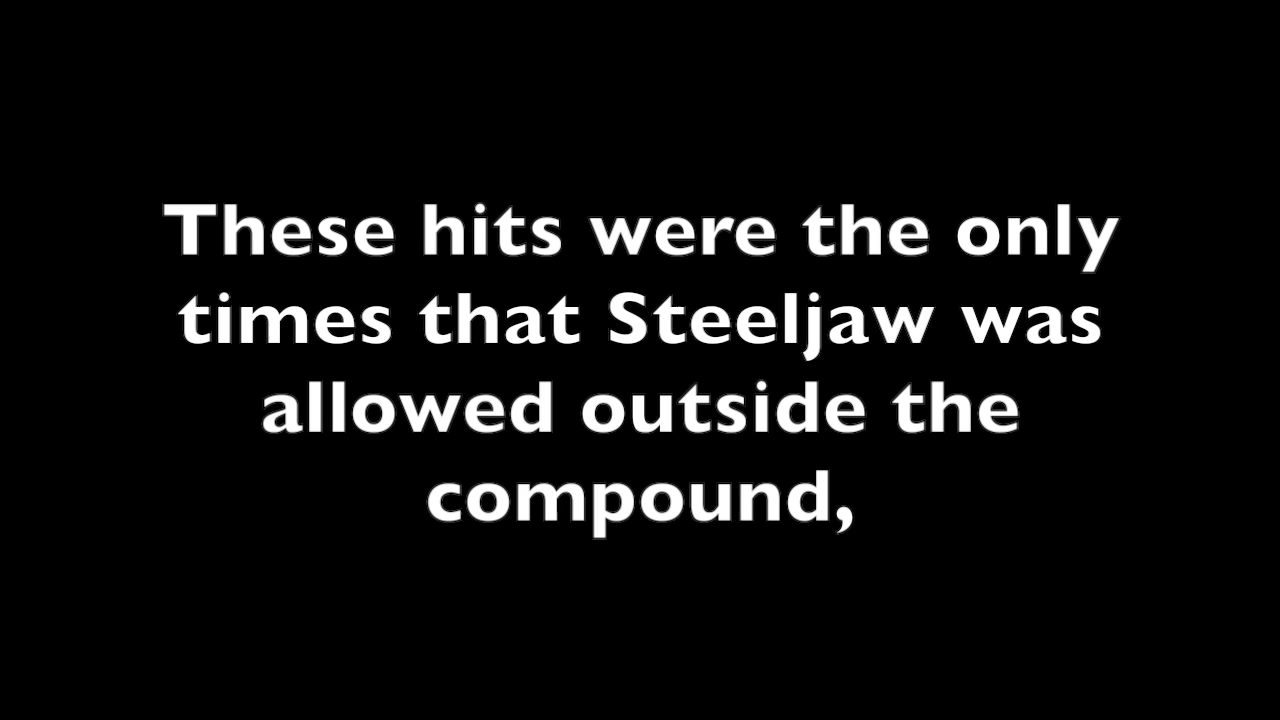 These hits were the only
times that Steeljaw was
allowed outside the
compound,